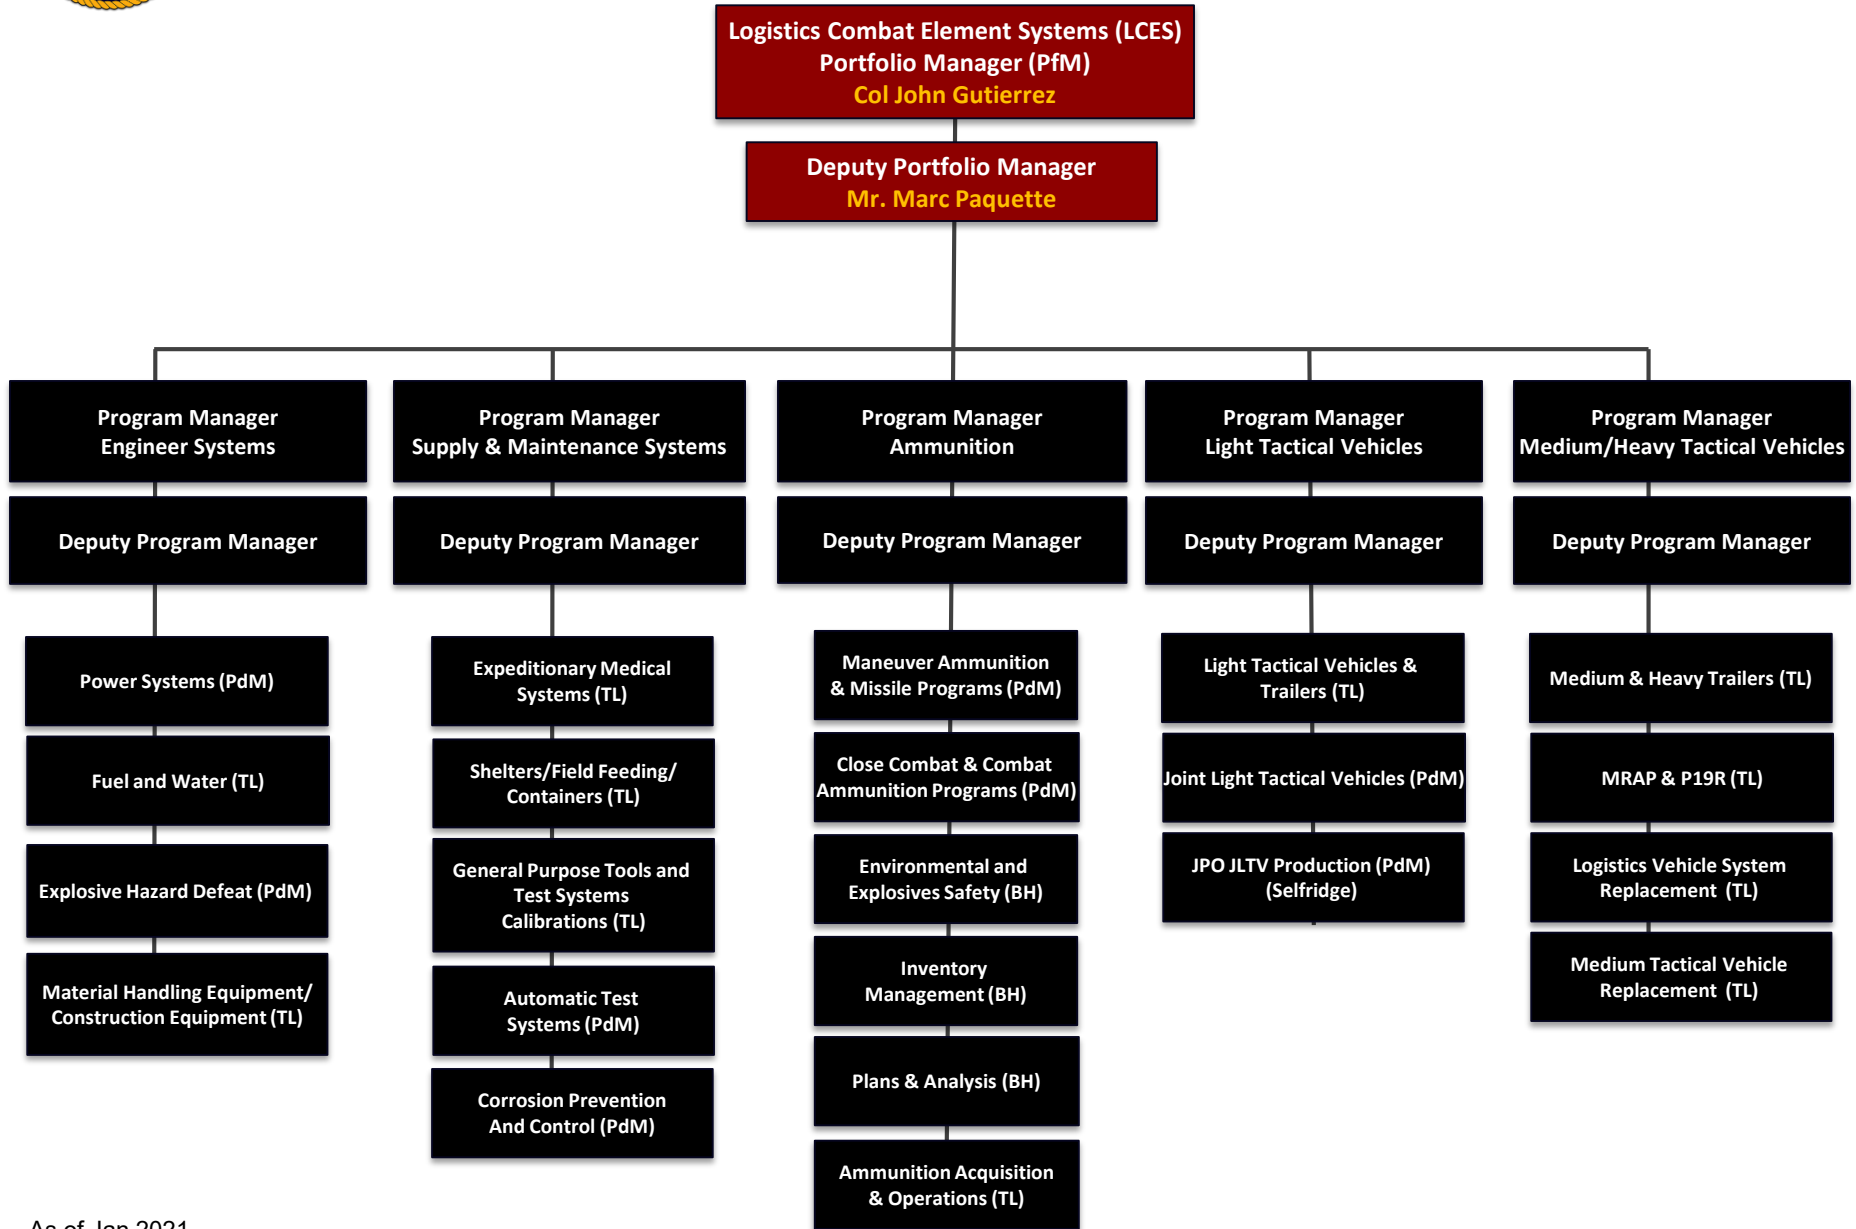 Logistics Combat Element Systems (LCES)
Portfolio Manager (PfM)
Col John Gutierrez
Deputy Portfolio Manager
Mr. Marc Paquette
Program Manager
Engineer Systems
Deputy Program Manager
Power Systems (PdM)
Fuel and Water (TL)
Explosive Hazard Defeat (PdM)
Material Handling Equipment/
Construction Equipment (TL)
Program Manager
Supply & Maintenance Systems
Deputy Program Manager
Expeditionary Medical
Systems (TL)
Shelters/Field Feeding/
Containers (TL)
General Purpose Tools and
Test Systems
Calibrations (TL)
Automatic Test
Systems (PdM)
Corrosion Prevention
And Control (PdM)
Program Manager
Ammunition
Deputy Program Manager
Maneuver Ammunition
& Missile Programs (PdM)
Close Combat & Combat
Ammunition Programs (PdM)
Environmental and
Explosives Safety (BH)
Inventory
Management (BH)
Plans & Analysis (BH)
Ammunition Acquisition
& Operations (TL)
Program Manager
Light Tactical Vehicles
Deputy Program Manager
Light Tactical Vehicles &
Trailers (TL)
Joint Light Tactical Vehicles (PdM)
JPO JLTV Production (PdM)
(Selfridge)
Program Manager
Medium/Heavy Tactical Vehicles
Deputy Program Manager
Medium & Heavy Trailers (TL)
MRAP & P19R (TL)
Logistics Vehicle System
Replacement (TL)
Medium Tactical Vehicle
Replacement (TL)
As of Jan 2021